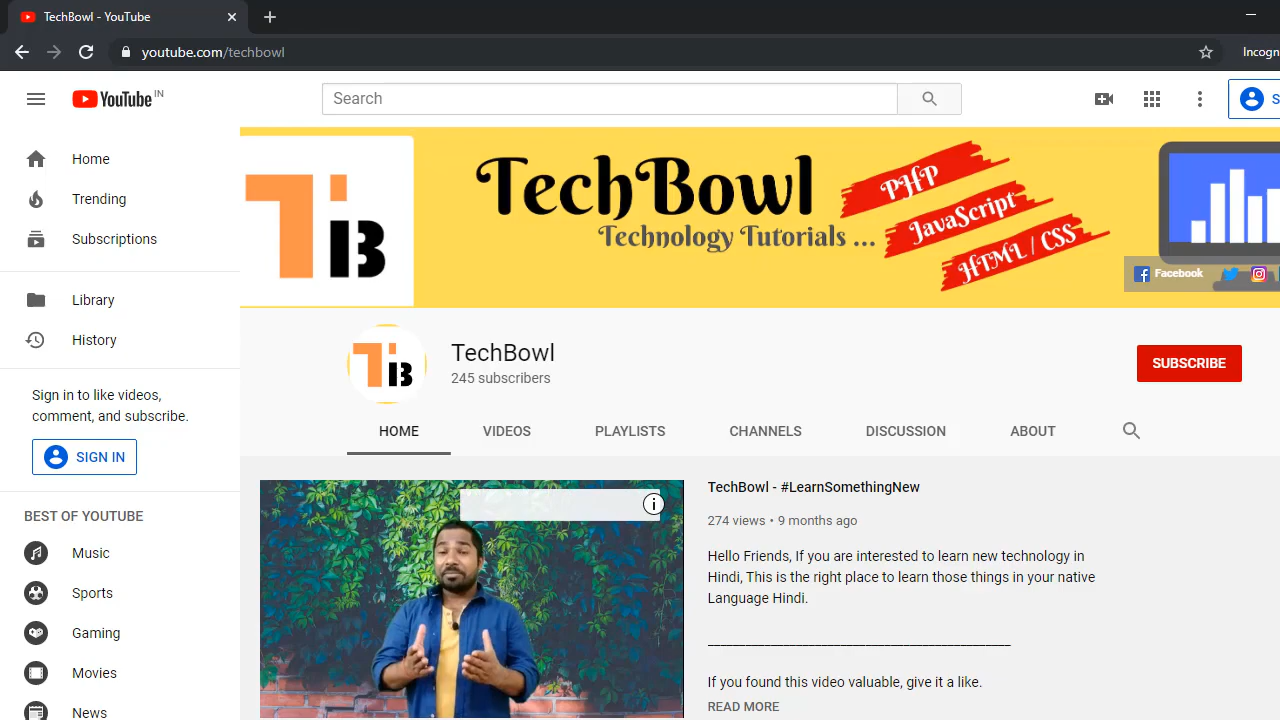 TechBowl - YouTube
youtube.com/techbowl
Incogn
YouTube IN
Search
S
Home
Trending
Subscriptions
Library
History
Sign in to like videos,
comment, and subscribe.
SIGN IN
BEST OF YOUTUBE
Music
Sports
Gaming
Movies
News
TiB
TechBowl
Technology Tutorials ...
PHP
JavaScript
HTML / CSS
Facebook
TiB
TechBowl
245 subscribers
SUBSCRIBE
HOME
VIDEOS
PLAYLISTS
CHANNELS
DISCUSSION
ABOUT
TechBowl - #LearnSomethingNew
274 views • 9 months ago
Hello Friends, If you are interested to learn new technology in
Hindi, This is the right place to learn those things in your native
Language Hindi.
___________________________________________
If you found this video valuable, give it a like.
READ MORE